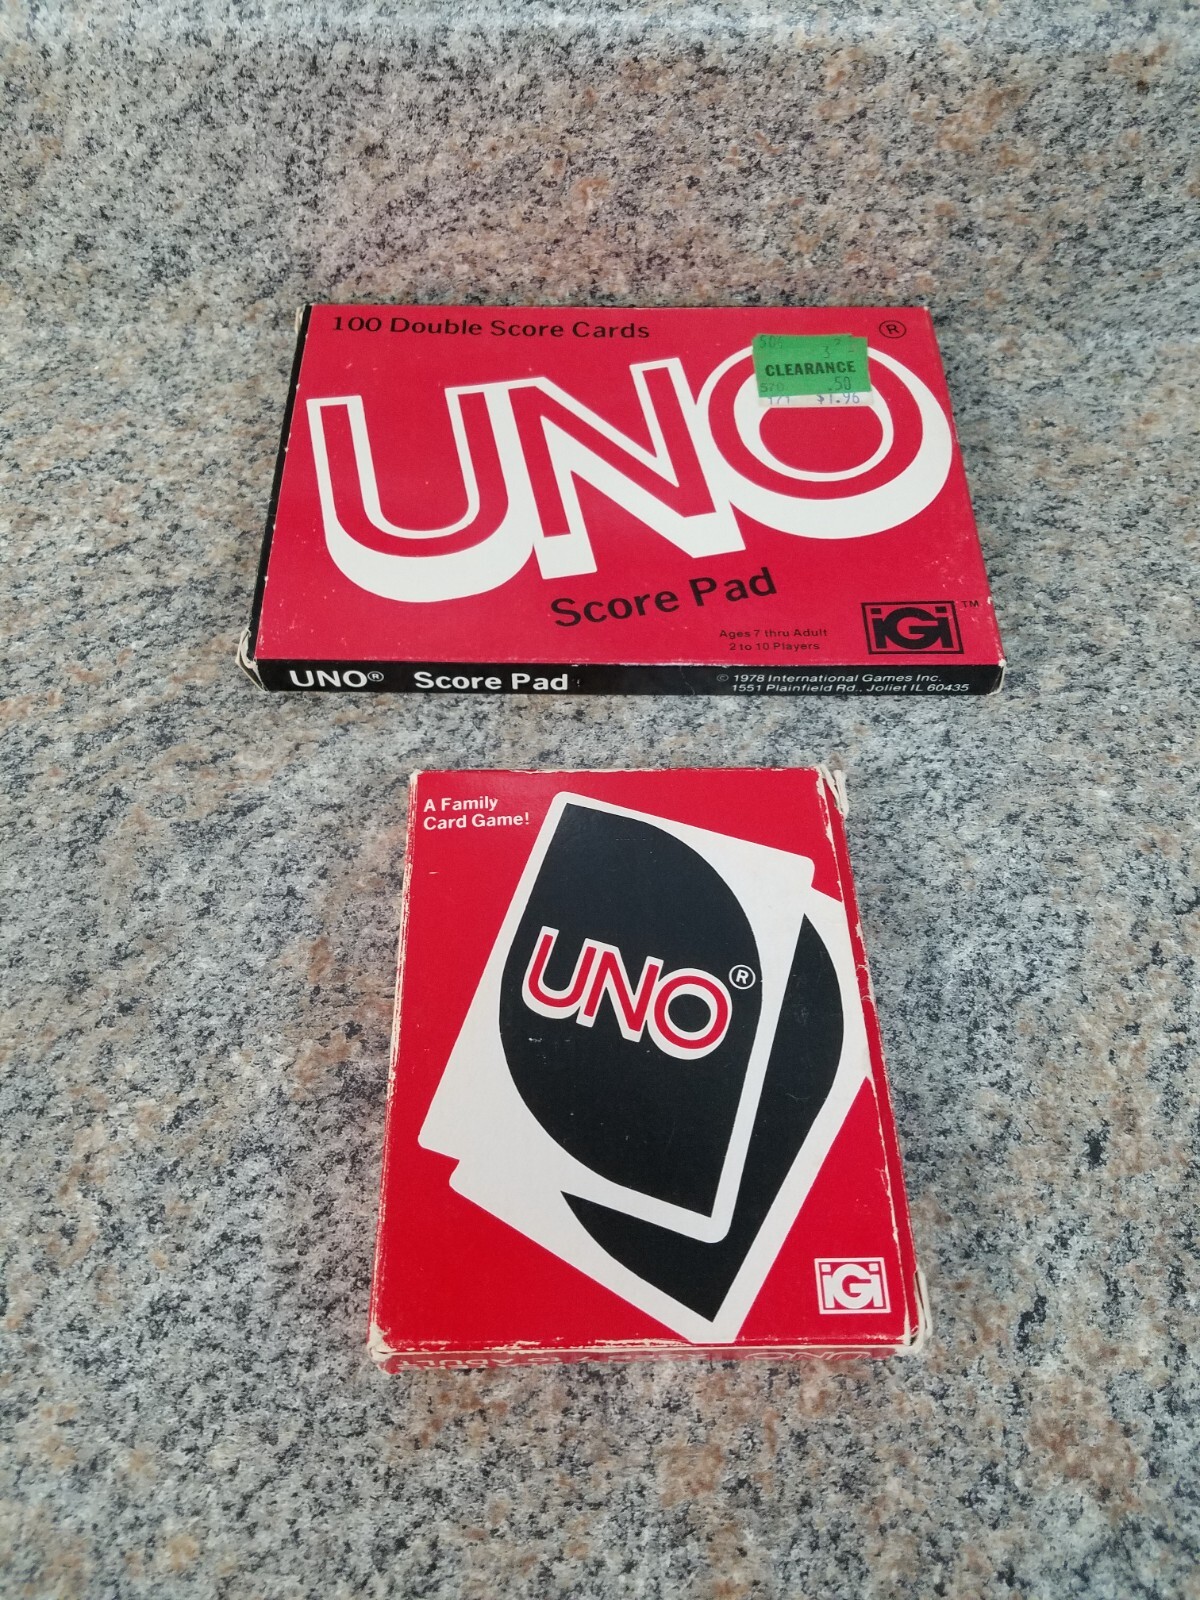 100 Double Score Cards
®
CLEARANCE
.50
$1.96
UNO
Score Pad
Ages 7 thru Adult
2 to 10 Players
iGi ™
UNO® Score Pad
© 1978 International Games Inc.
1551 Plainfield Rd., Joliet IL 60435
A Family
Card Game!
UNO®
iGi
UNO
ADULT